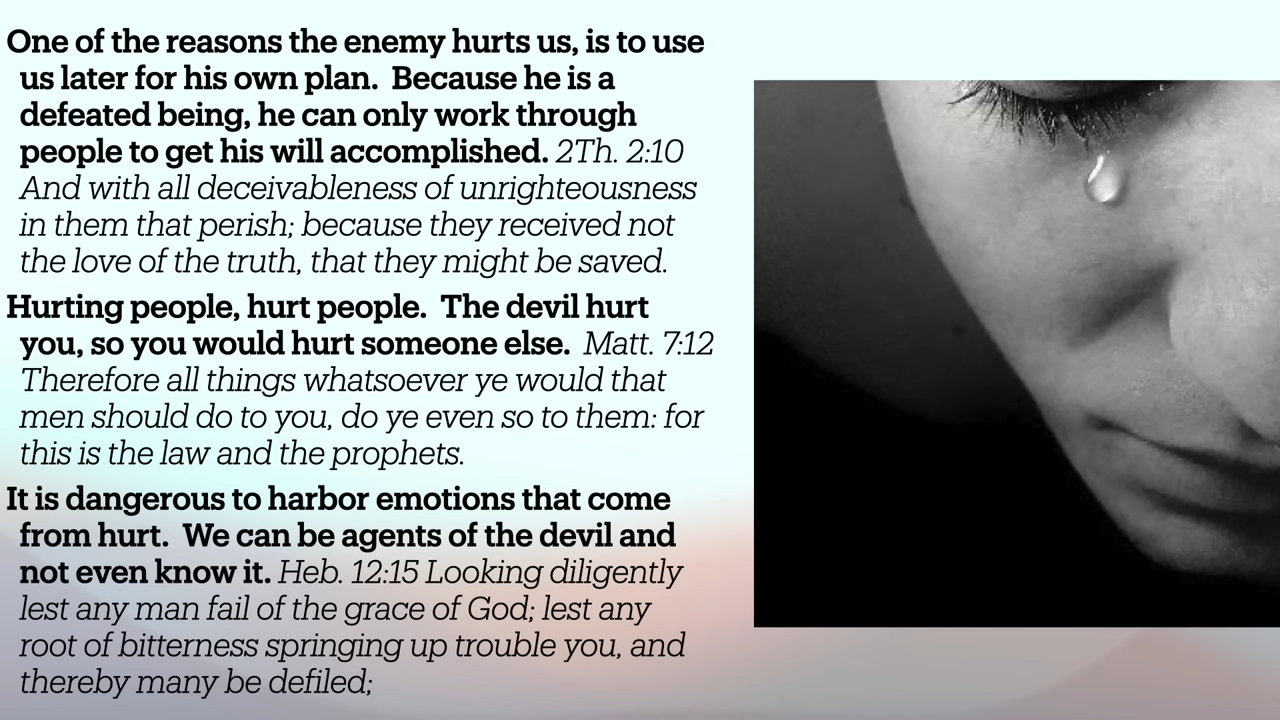 One of the reasons the enemy hurts us, is to use
us later for his own plan.  Because he is a
defeated being, he can only work through
people to get his will accomplished. 2Th. 2:10
And with all deceivableness of unrighteousness
in them that perish; because they received not
the love of the truth, that they might be saved.
Hurting people, hurt people.  The devil hurt
you, so you would hurt someone else.  Matt. 7:12
Therefore all things whatsoever ye would that
men should do to you, do ye even so to them: for
this is the law and the prophets.
It is dangerous to harbor emotions that come
from hurt.  We can be agents of the devil and
not even know it. Heb. 12:15 Looking diligently
lest any man fail of the grace of God; lest any
root of bitterness springing up trouble you, and
thereby many be defiled;